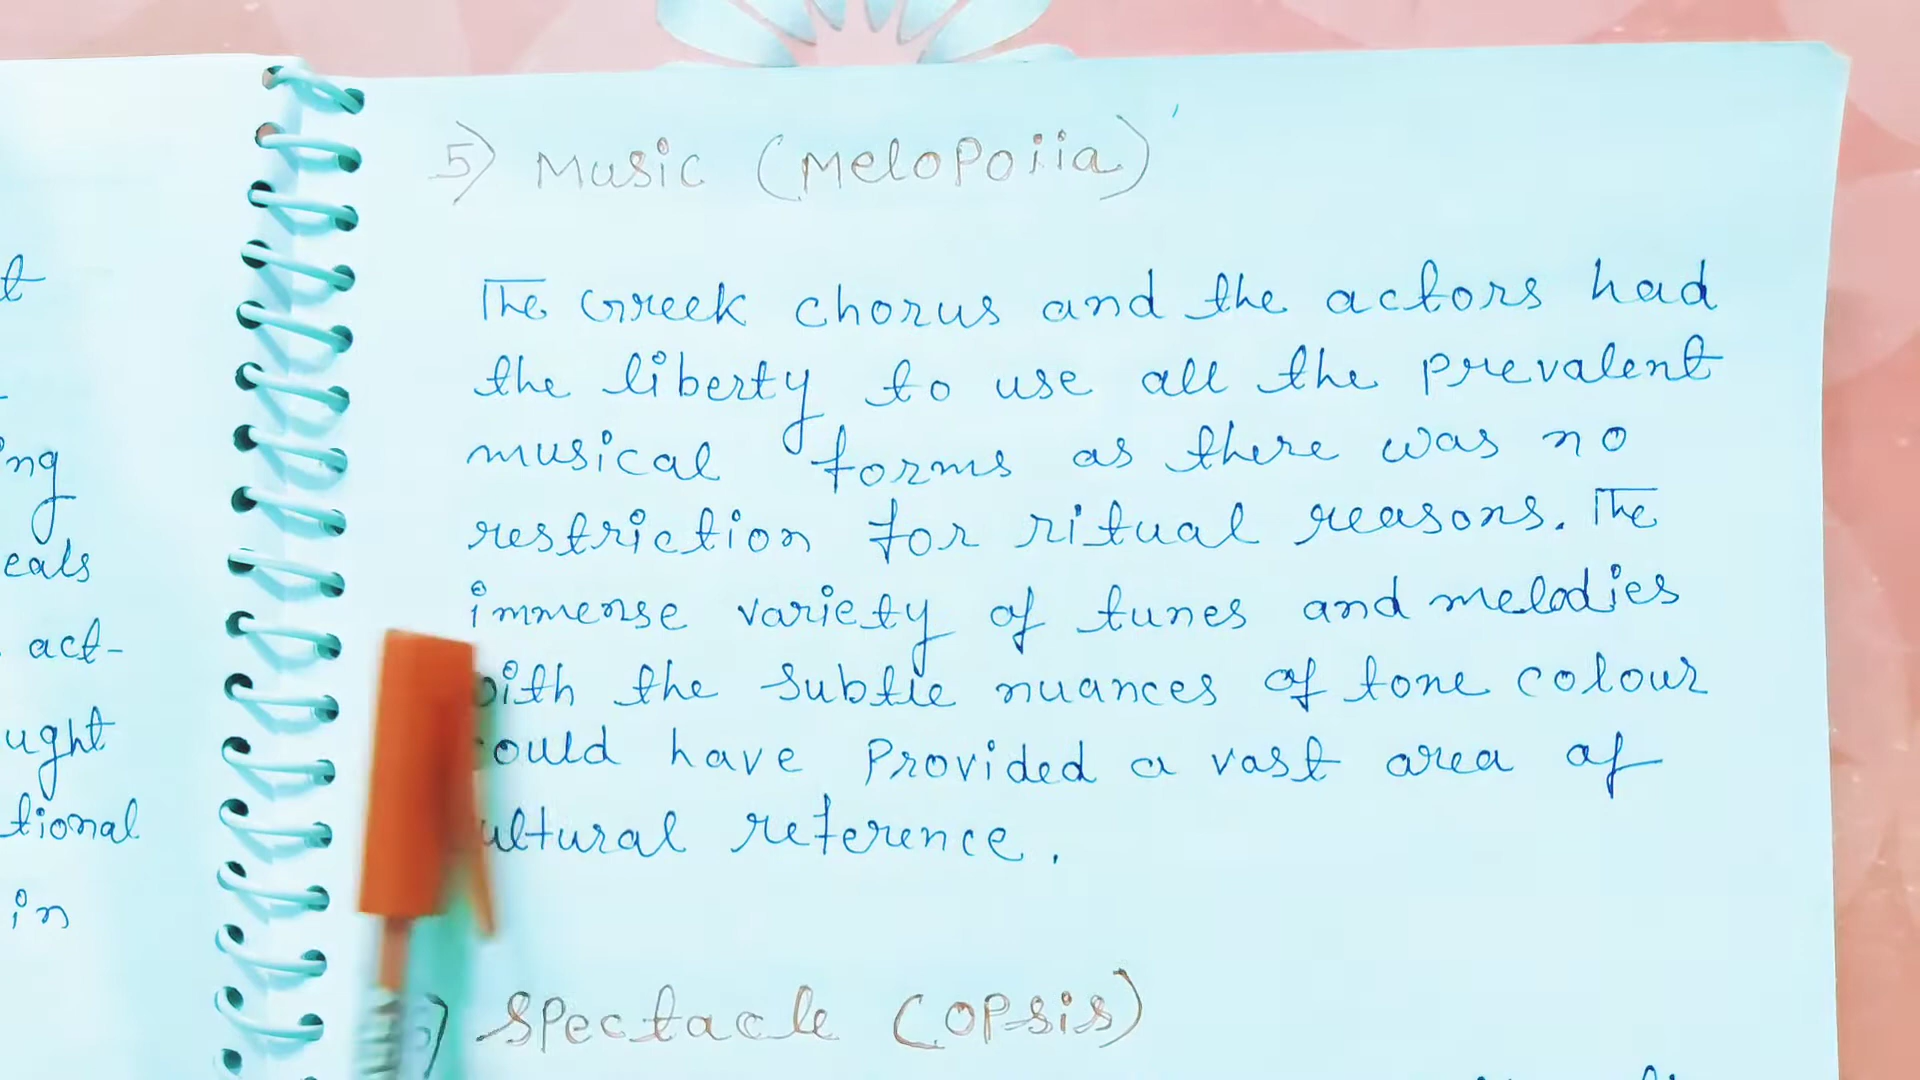 t
ng
eals
act-
ught
tional
in
5) Music (Melopoiia)
The Greek chorus and the actors had
the liberty to use all the prevalent
musical forms as there was no
restriction for ritual reasons. The
immense variety of tunes and melodies
with the subtle nuances of tone colour
ould have provided a vast area of
ultural reference.
) Spectacle (Opsis)